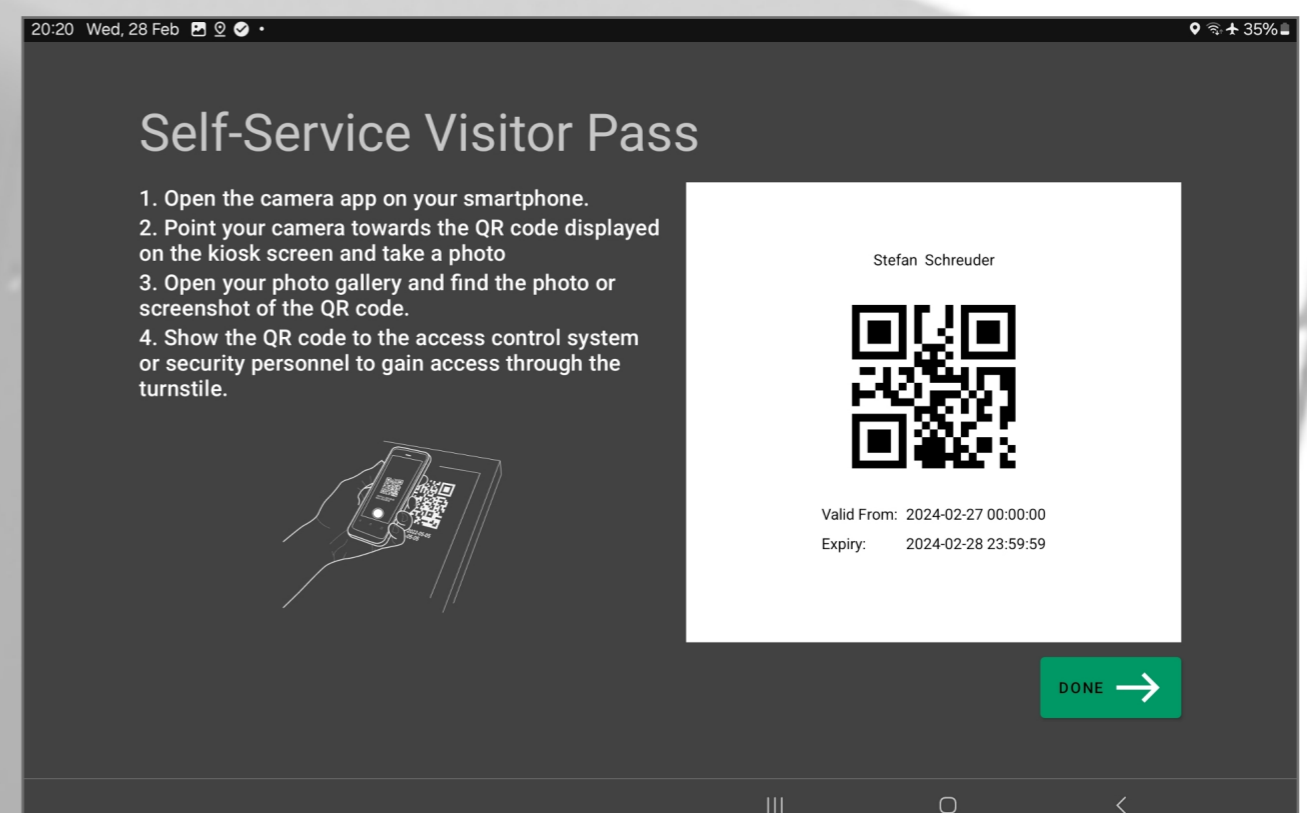 20:20 Wed, 28 Feb
35%
Self-Service Visitor Pass
1. Open the camera app on your smartphone.
2. Point your camera towards the QR code displayed
on the kiosk screen and take a photo
3. Open your photo gallery and find the photo or
screenshot of the QR code.
4. Show the QR code to the access control system
or security personnel to gain access through the
turnstile.
Stefan Schreuder
Valid From: 2024-02-27 00:00:00
Expiry: 2024-02-28 23:59:59
DONE